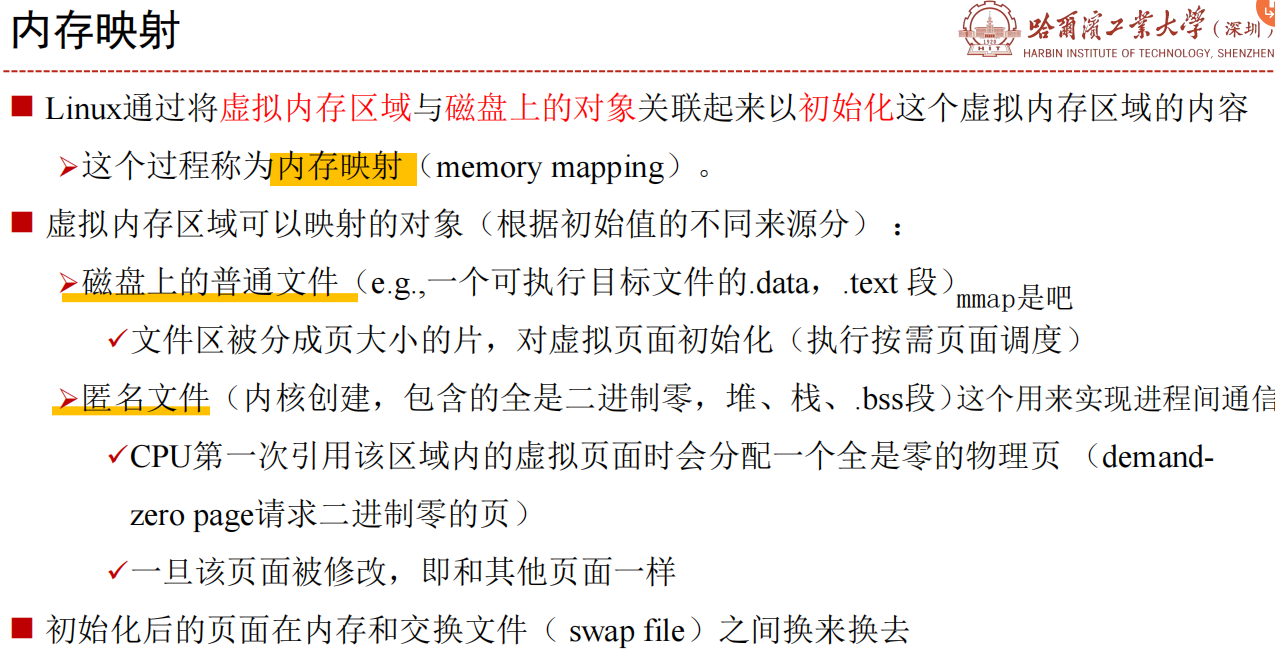 内存映射
哈爾濱工業大學(深圳)
HARBIN INSTITUTE OF TECHNOLOGY, SHENZHEN
Linux通过将虚拟内存区域与磁盘上的对象关联起来以初始化这个虚拟内存区域的内容
这个过程称为内存映射（memory mapping）。
虚拟内存区域可以映射的对象（根据初始值的不同来源分）：
磁盘上的普通文件（e.g.,一个可执行目标文件的.data，.text 段）mmap是吧
文件区被分成页大小的片，对虚拟页面初始化（执行按需页面调度）
匿名文件（内核创建，包含的全是二进制零，堆、栈、.bss段）这个用来实现进程间通信
CPU第一次引用该区域内的虚拟页面时会分配一个全是零的物理页 （demand-
zero page请求二进制零的页）
一旦该页面被修改，即和其他页面一样
初始化后的页面在内存和交换文件（ swap file）之间换来换去